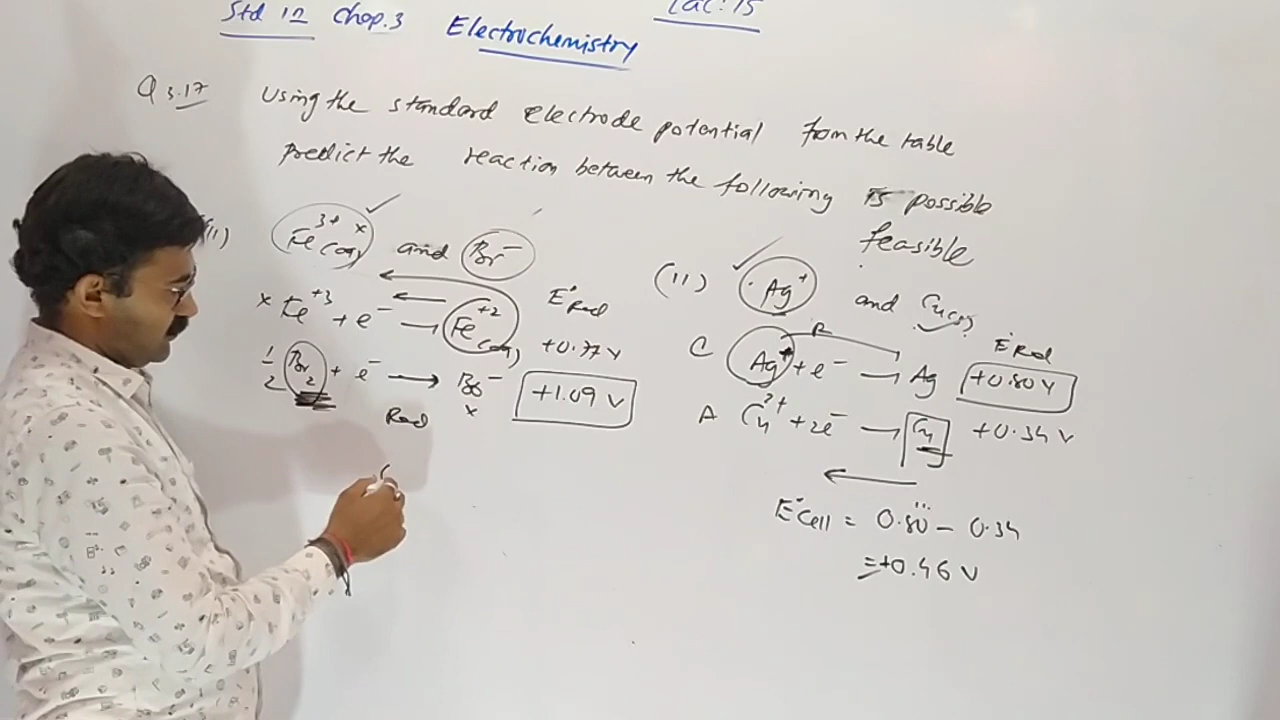 Std 12 Chap.3 Electrochemistry Lac: 15
Q 3.17 Using the standard electrode potential from the table
predict the reaction between the following is possible
feasible
(i) Fe³⁺(aq) x and Br⁻
x Fe⁺³ + e⁻ → Fe⁺²(aq) E°Red +0.77 V
½ Br₂ + e⁻ → Br⁻ x +1.09 V
Red
(ii) Ag⁺ and Cu(s)
C Ag⁺ + e⁻ → Ag E°Red +0.80 V
R
A Cu²⁺ + 2e⁻ → Cu +0.34 V
E°Cell = 0.80 - 0.34
= +0.46 V